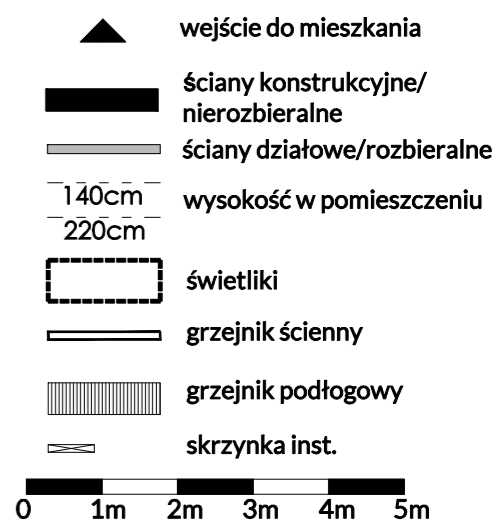 wejście do mieszkania
ściany konstrukcyjne/
nierozbieralne
ściany działowe/rozbieralne
140cm
wysokość w pomieszczeniu
220cm
świetliki
grzejnik ścienny
grzejnik podłogowy
skrzynka inst.
0 1m 2m 3m 4m 5m